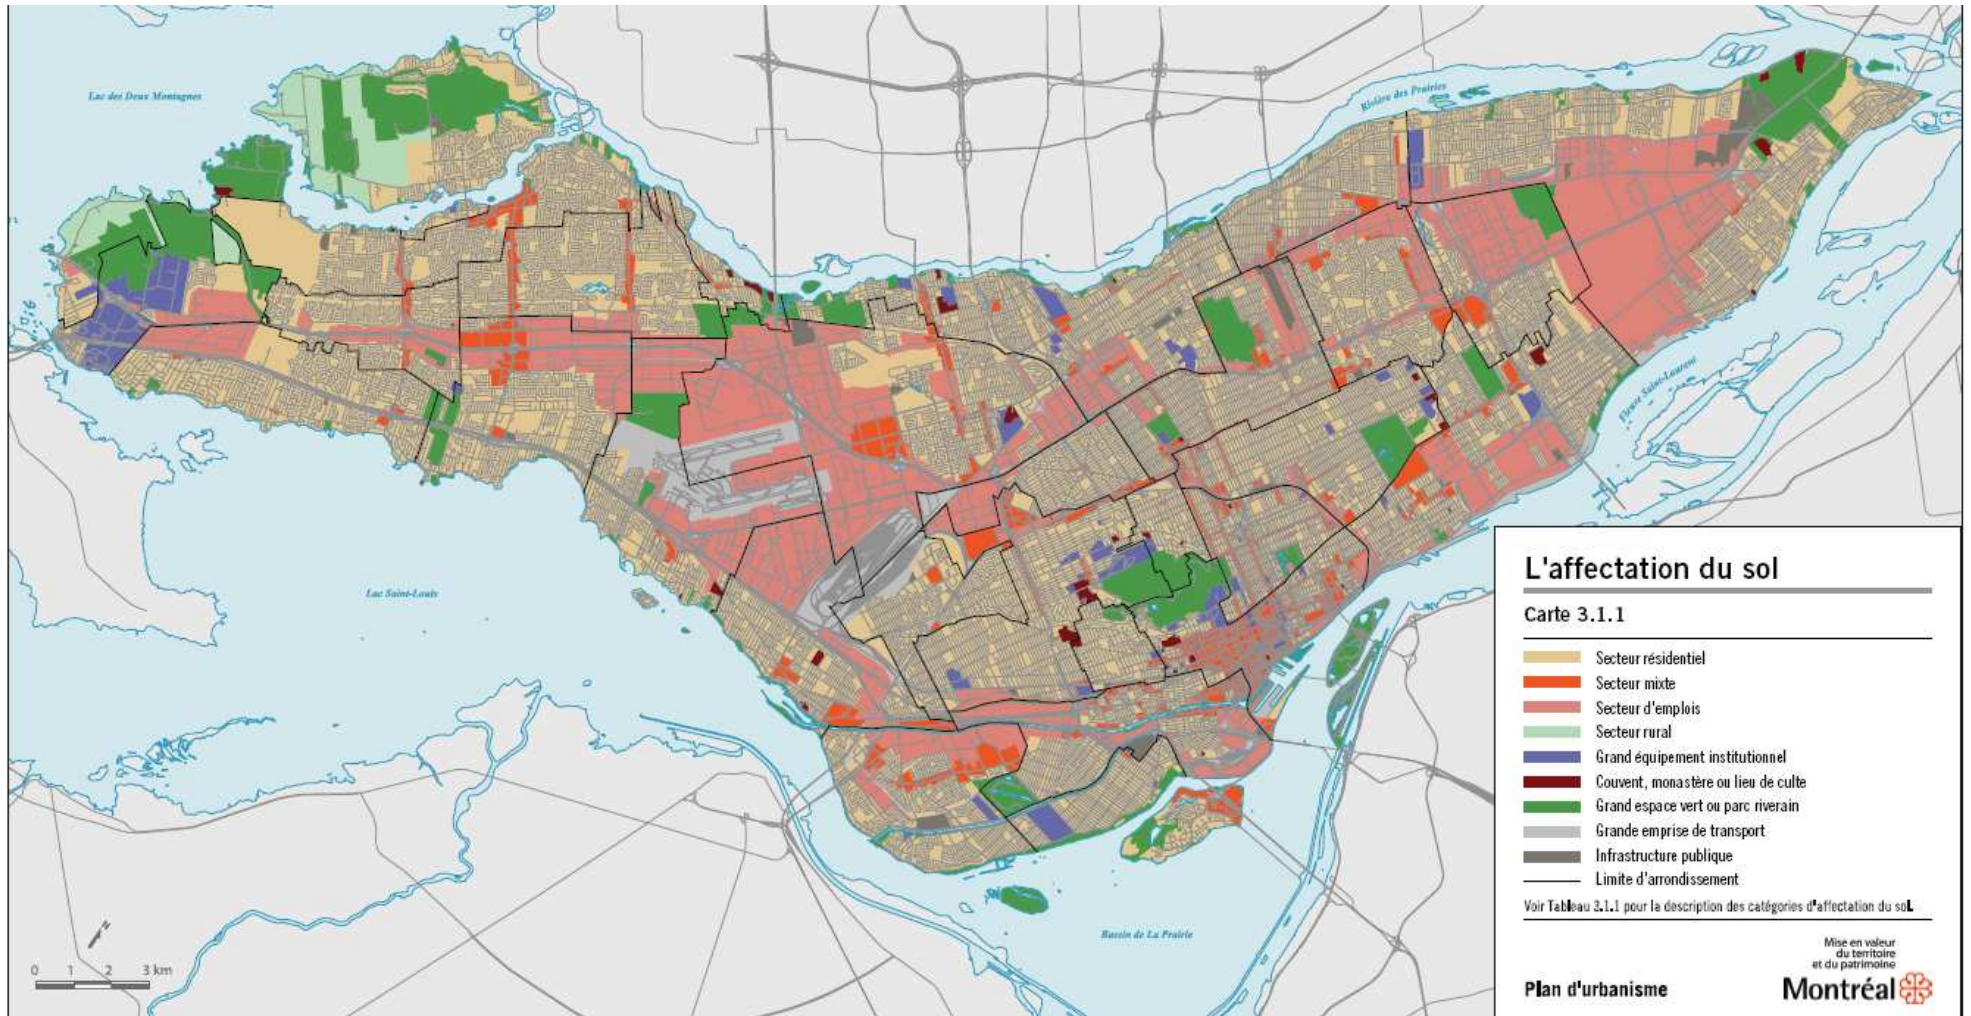 Lac des Deux Montagnes
Rivière des Prairies
Fleuve Saint-Laurent
Lac Saint-Louis
Bassin de La Prairie
N
0 1 2 3 km
L'affectation du sol
Carte 3.1.1
Secteur résidentiel
Secteur mixte
Secteur d'emplois
Secteur rural
Grand équipement institutionnel
Couvent, monastère ou lieu de culte
Grand espace vert ou parc riverain
Grande emprise de transport
Infrastructure publique
Limite d'arrondissement
Voir Tableau 3.1.1 pour la description des catégories d'affectation du sol.
Mise en valeur
du territoire
et du patrimoine
Plan d'urbanisme
Montréal